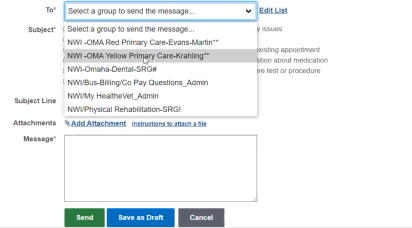 To* Select a group to send the message... Edit List
Subject* Select a group to send the message... y issues
NWI -OMA Red Primary Care-Evans-Martin**
NWI -OMA Yellow Primary Care-Krahling** xisting appointment
NWI-Omaha-Dental-SRG# stion about medication
NWI/Bus-Billing/Co Pay Questions_Admin re test or procedure
NWI/My HealtheVet_Admin
Subject Line
NWI/Physical Rehabilitation-SRG!
Attachments Add Attachment Instructions to attach a file
Message*
Send Save as Draft Cancel